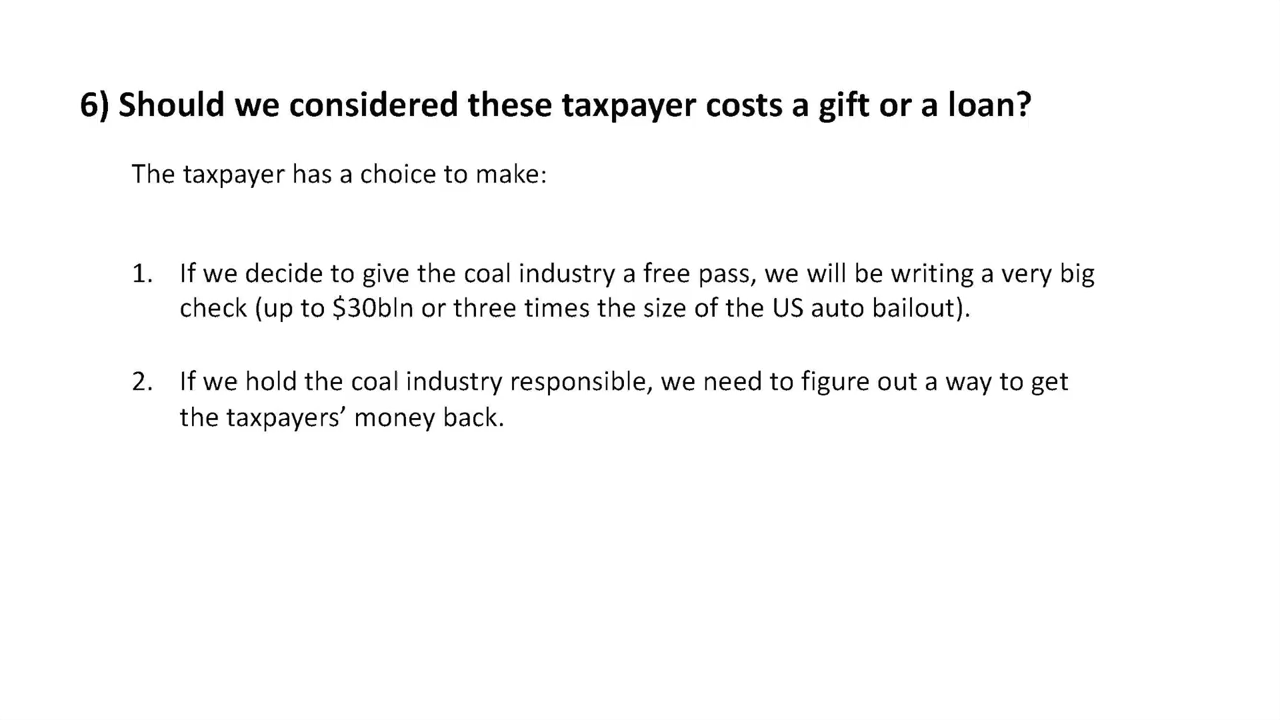 6) Should we considered these taxpayer costs a gift or a loan?
The taxpayer has a choice to make:
1. If we decide to give the coal industry a free pass, we will be writing a very big
check (up to $30bln or three times the size of the US auto bailout).
2. If we hold the coal industry responsible, we need to figure out a way to get
the taxpayers’ money back.